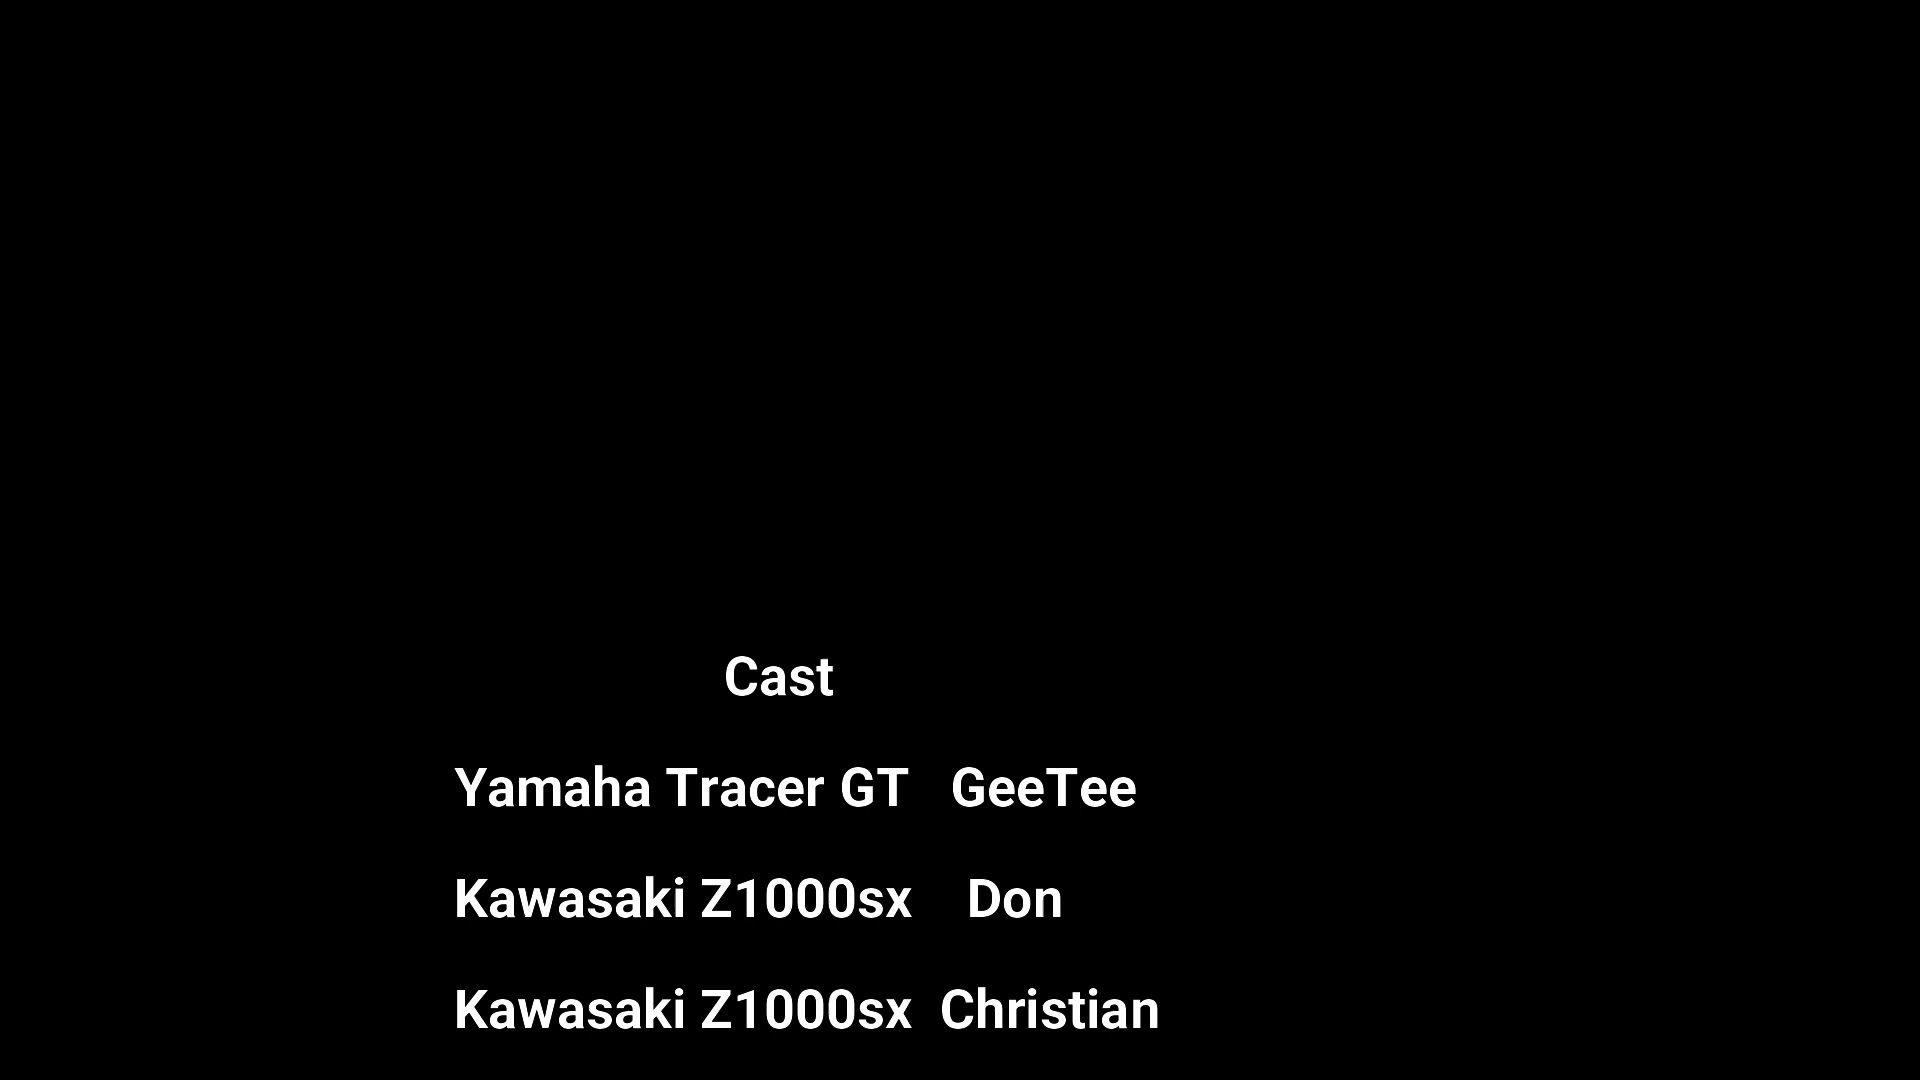 Cast
Yamaha Tracer GT GeeTee
Kawasaki Z1000sx Don
Kawasaki Z1000sx Christian